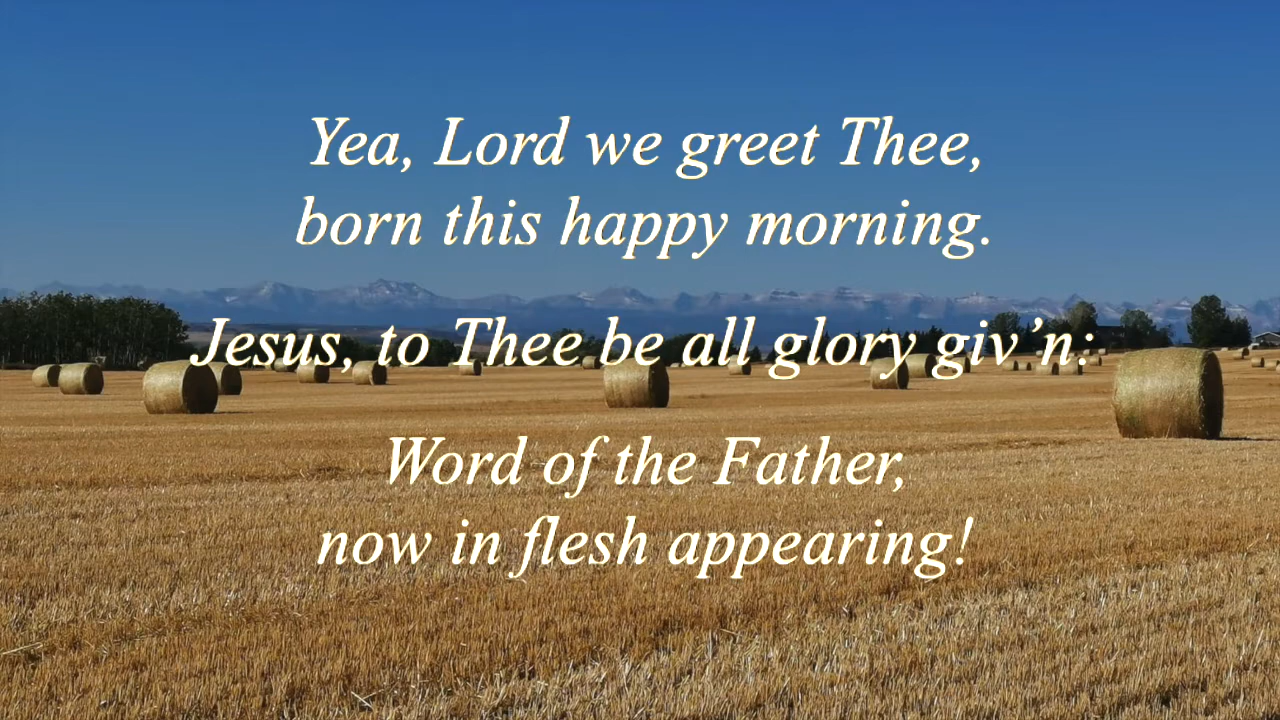 Yea, Lord we greet Thee,
born this happy morning.
Jesus, to Thee be all glory giv’n:
Word of the Father,
now in flesh appearing!